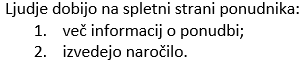 Ljudje dobijo na spletni strani ponudnika:
1. več informacij o ponudbi;
2. izvedejo naročilo.